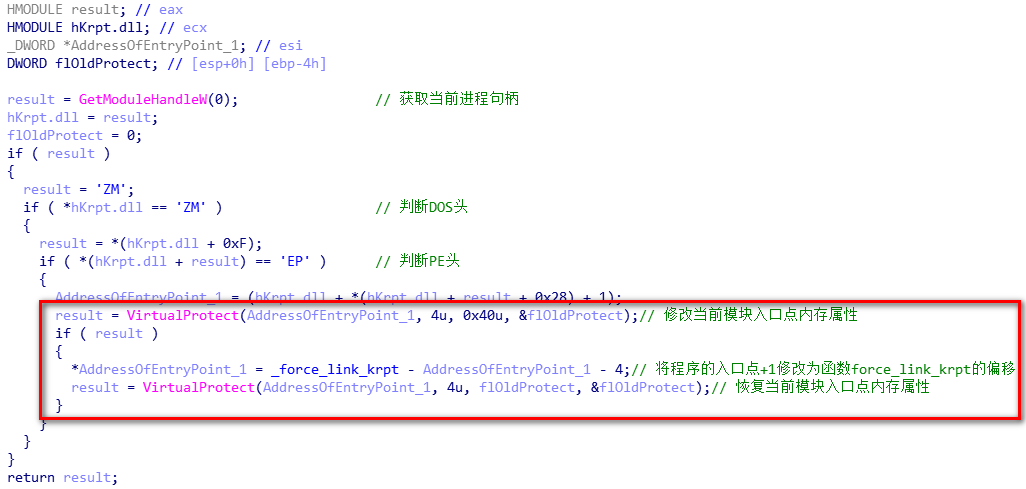 HMODULE result; // eax
HMODULE hKrpt.dll; // ecx
_DWORD *AddressOfEntryPoint_1; // esi
DWORD flOldProtect; // [esp+0h] [ebp-4h]
result = GetModuleHandleW(0); // 获取当前进程句柄
hKrpt.dll = result;
flOldProtect = 0;
if ( result )
{
result = 'ZM';
if ( *hKrpt.dll == 'ZM' ) // 判断DOS头
{
result = *(hKrpt.dll + 0xF);
if ( *(hKrpt.dll + result) == 'EP' ) // 判断PE头
{
AddressOfEntryPoint_1 = (hKrpt.dll + *(hKrpt.dll + result + 0x28) + 1);
result = VirtualProtect(AddressOfEntryPoint_1, 4u, 0x40u, &flOldProtect);// 修改当前模块入口点内存属性
if ( result )
{
*AddressOfEntryPoint_1 = _force_link_krpt - AddressOfEntryPoint_1 - 4;// 将程序的入口点+1修改为函数force_link_krpt的偏移
result = VirtualProtect(AddressOfEntryPoint_1, 4u, flOldProtect, &flOldProtect);// 恢复当前模块入口点内存属性
}
}
}
}
return result;